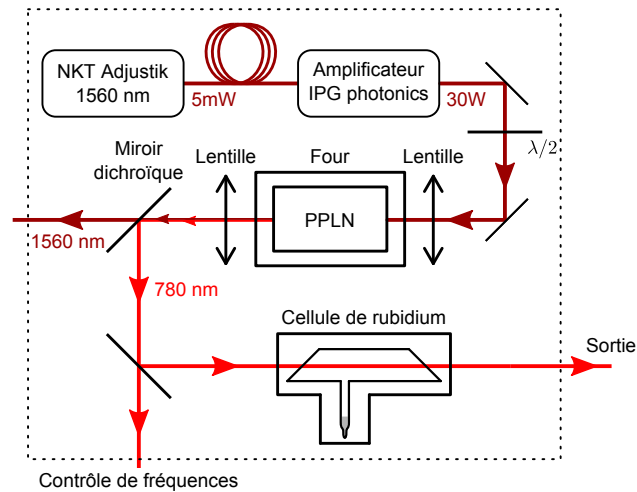 NKT Adjustik
1560 nm
5mW
Amplificateur
IPG photonics
30W
λ/2
Miroir
dichroïque
Lentille
Four
Lentille
PPLN
1560 nm
780 nm
Cellule de rubidium
Sortie
Contrôle de fréquences